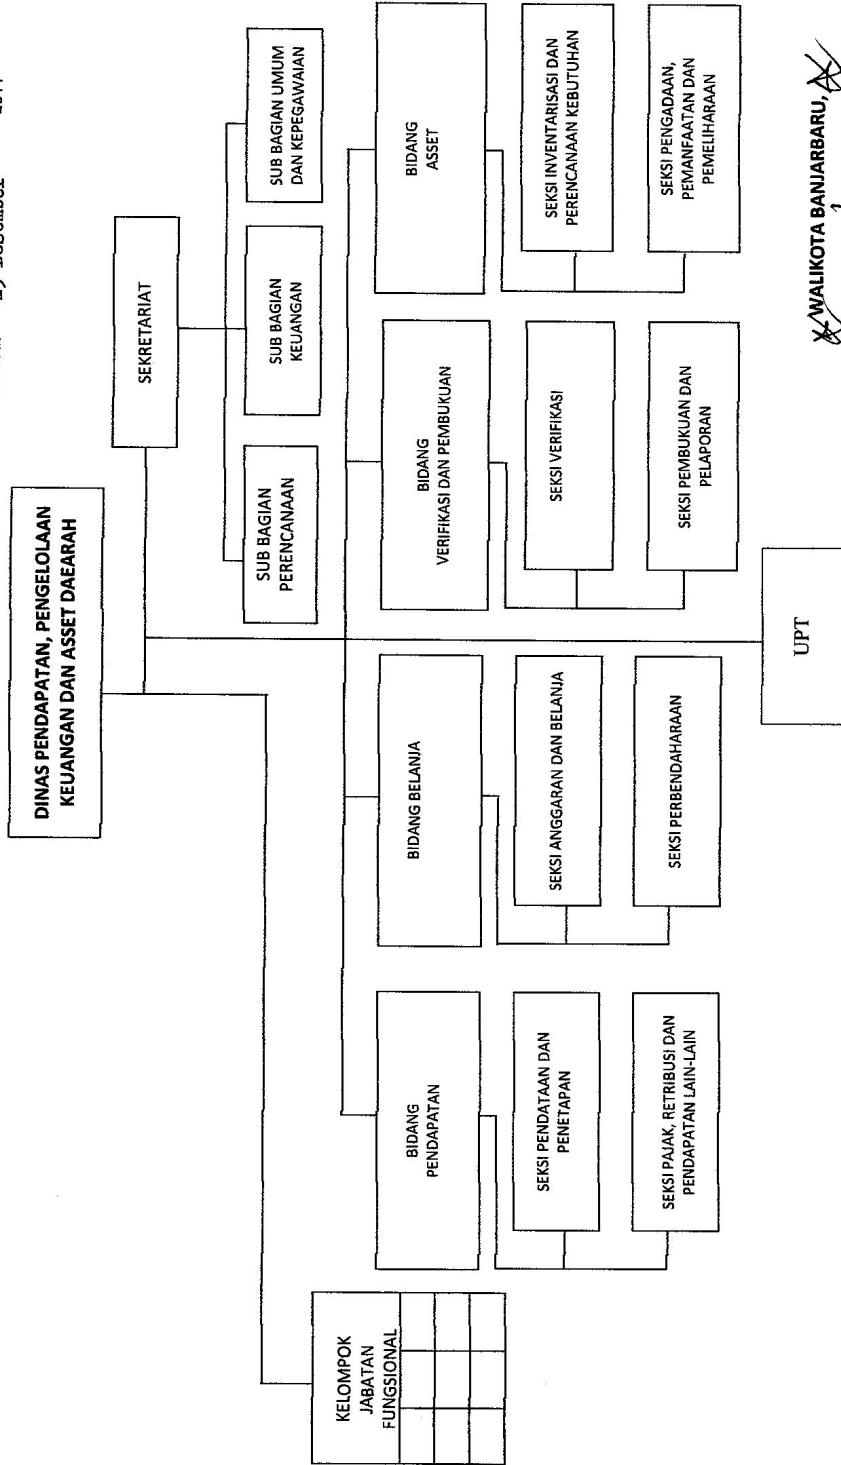 DINAS PENDAPATAN, PENGELOLAAN
KEUANGAN DAN ASSET DAEARAH
SEKRETARIAT
SUB BAGIAN
PERENCANAAN
SUB BAGIAN
KEUANGAN
SUB BAGIAN UMUM
DAN KEPEGAWAIAN
KELOMPOK
JABATAN
FUNGSIONAL
BIDANG
PENDAPATAN
BIDANG BELANJA
BIDANG
VERIFIKASI DAN PEMBUKUAN
BIDANG
ASSET
SEKSI PENDATAAN DAN
PENETAPAN
SEKSI ANGGARAN DAN BELANJA
SEKSI VERIFIKASI
SEKSI INVENTARISASI DAN
PERENCANAAN KEBUTUHAN
SEKSI PAJAK, RETRIBUSI DAN
PENDAPATAN LAIN-LAIN
SEKSI PERBENDAHARAAN
SEKSI PEMBUKUAN DAN
PELAPORAN
SEKSI PENGADAAN,
PEMANFAATAN DAN
PEMELIHARAAN
UPT
WALIKOTA BANJARBARU,